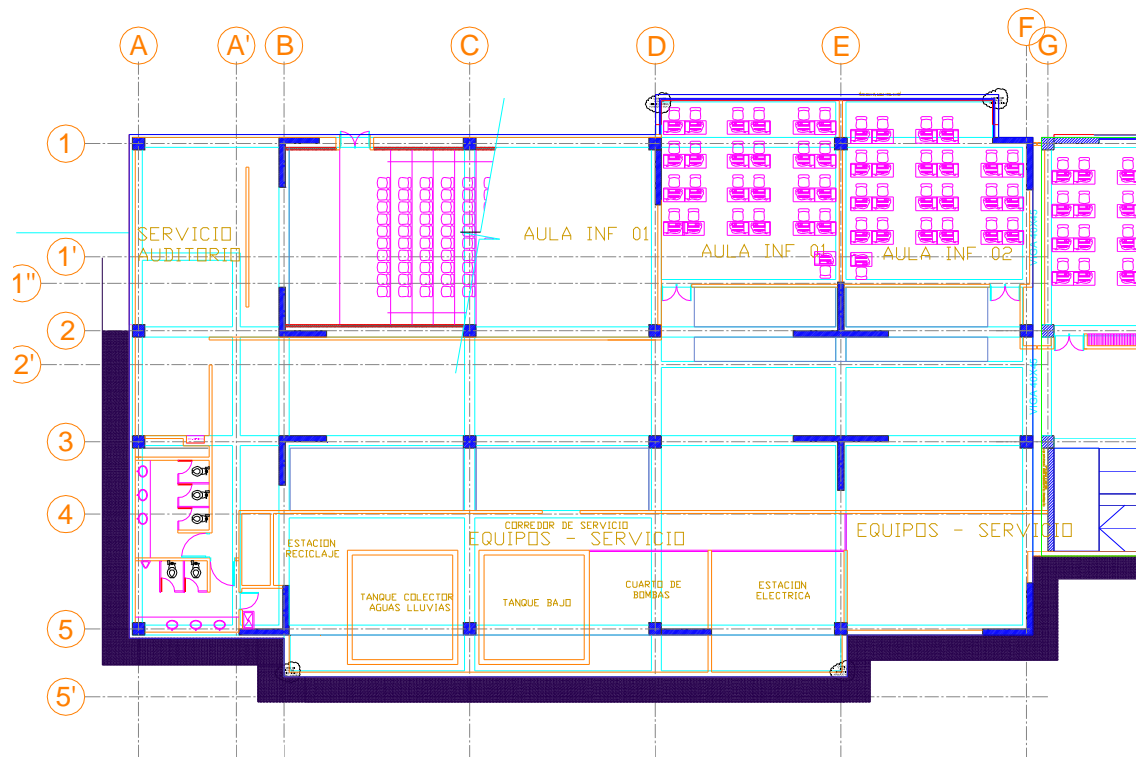 A
A'
B
C
D
E
F
G
1
1'
1"
2
2'
3
4
5
5'
SERVICIO
AUDITORIO
AULA INF 01
AULA INF 01
AULA INF 02
CORREDOR DE SERVICIO
EQUIPOS - SERVICIO
EQUIPOS - SERVICIO
ESTACION
RECICLAJE
TANQUE COLECTOR
AGUAS LLUVIAS
TANQUE BAJO
CUARTO DE
BOMBAS
ESTACION
ELECTRICA